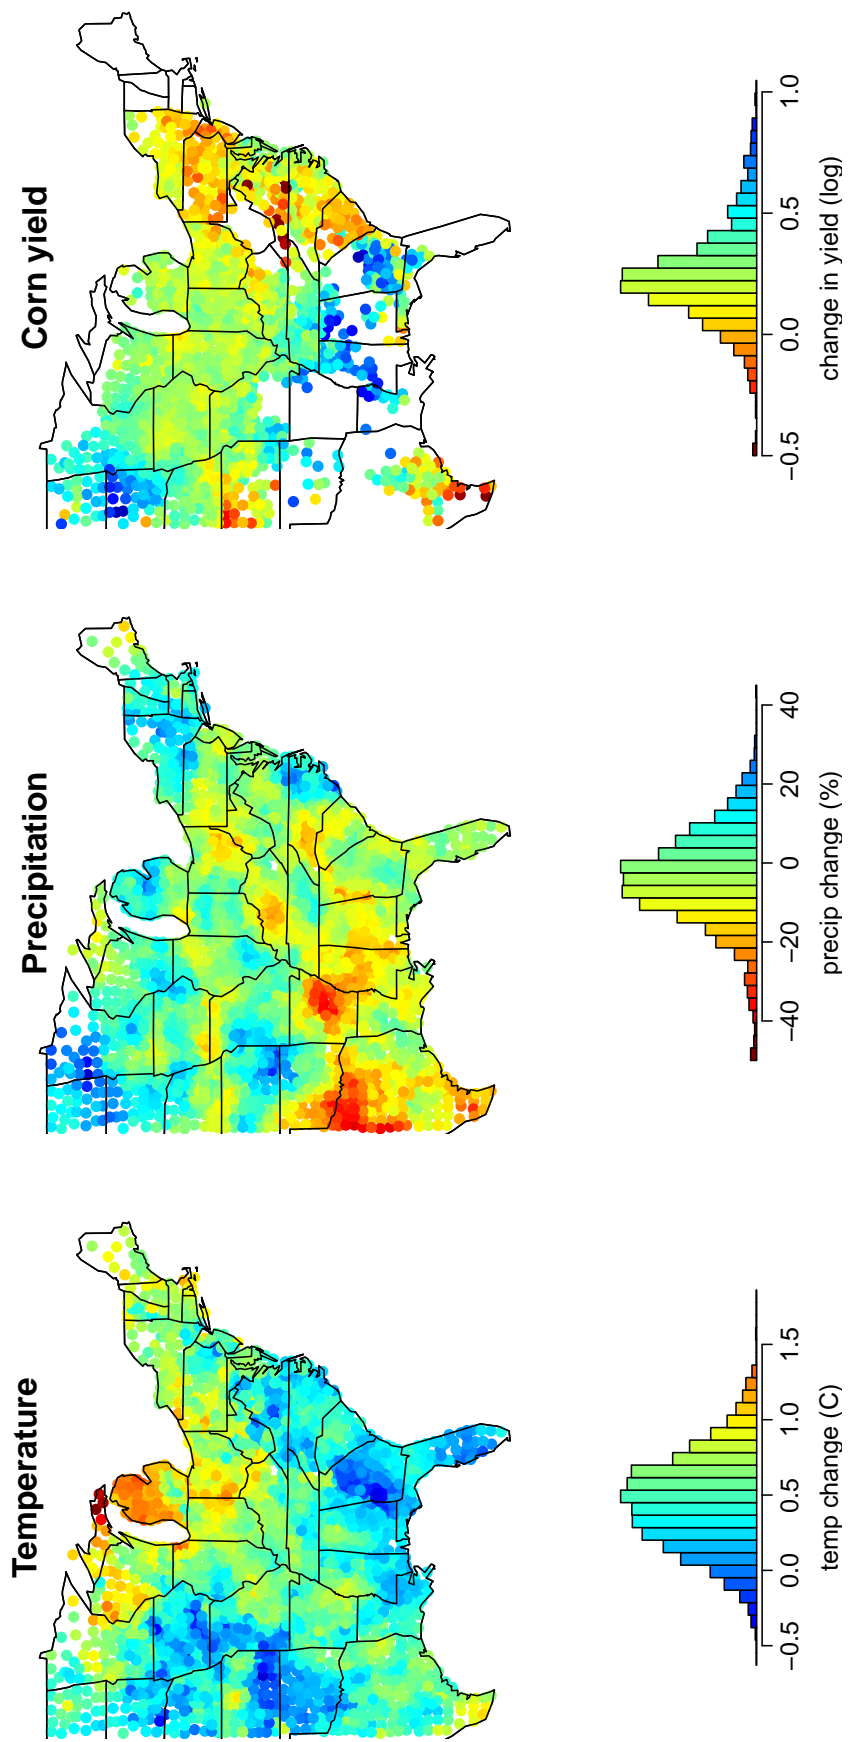 Temperature
Precipitation
Corn yield
−0.5 0.0 0.5 1.0 1.5
temp change (C)
−40 −20 0 20 40
precip change (%)
−0.5 0.0 0.5 1.0
change in yield (log)